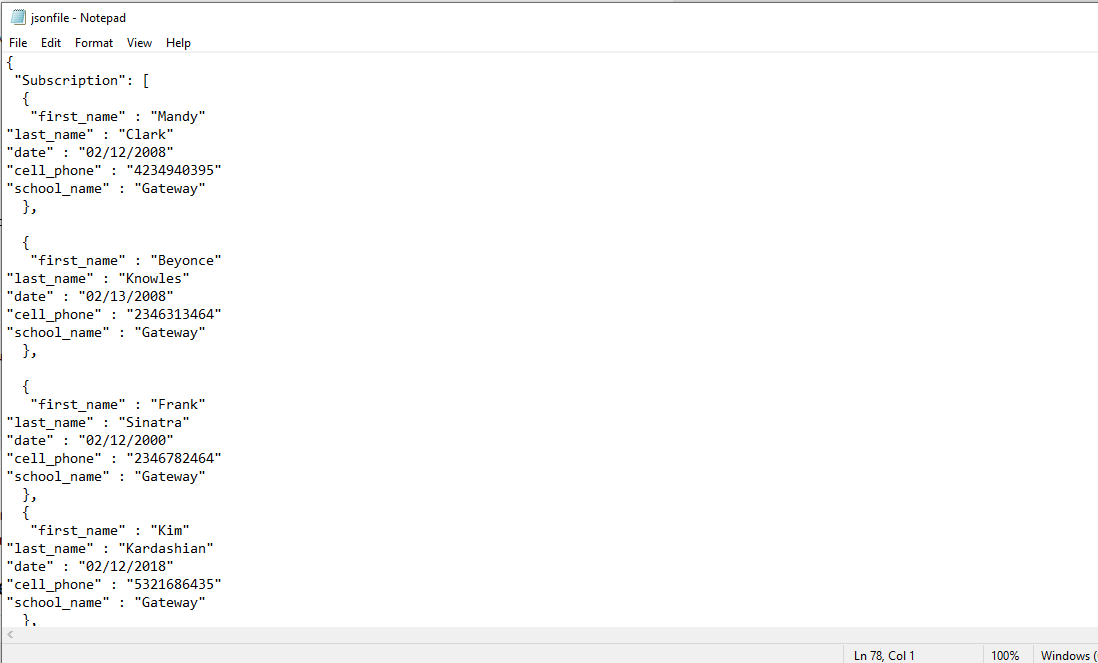 jsonfile - Notepad
File Edit Format View Help
{
"Subscription": [
{
"first_name" : "Mandy"
"last_name" : "Clark"
"date" : "02/12/2008"
"cell_phone" : "4234940395"
"school_name" : "Gateway"
},
{
"first_name" : "Beyonce"
"last_name" : "Knowles"
"date" : "02/13/2008"
"cell_phone" : "2346313464"
"school_name" : "Gateway"
},
{
"first_name" : "Frank"
"last_name" : "Sinatra"
"date" : "02/12/2000"
"cell_phone" : "2346782464"
"school_name" : "Gateway"
},
{
"first_name" : "Kim"
"last_name" : "Kardashian"
"date" : "02/12/2018"
"cell_phone" : "5321686435"
"school_name" : "Gateway"
},
Ln 78, Col 1 100% Windows (